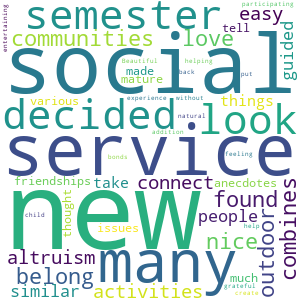 semester
easy
guided
entertaining
participating
communities
love
tell
Beautiful
helping
made
mature
put
social
various
things
experience
without
back
natural
addition
decided
look
service
feeling
bonds
friendships
take
connect
anecdotes
child
thought
issues
help
new
many
found
people
nice
combines
outdoor
altruism
belong
similar
activities
much
grateful
create